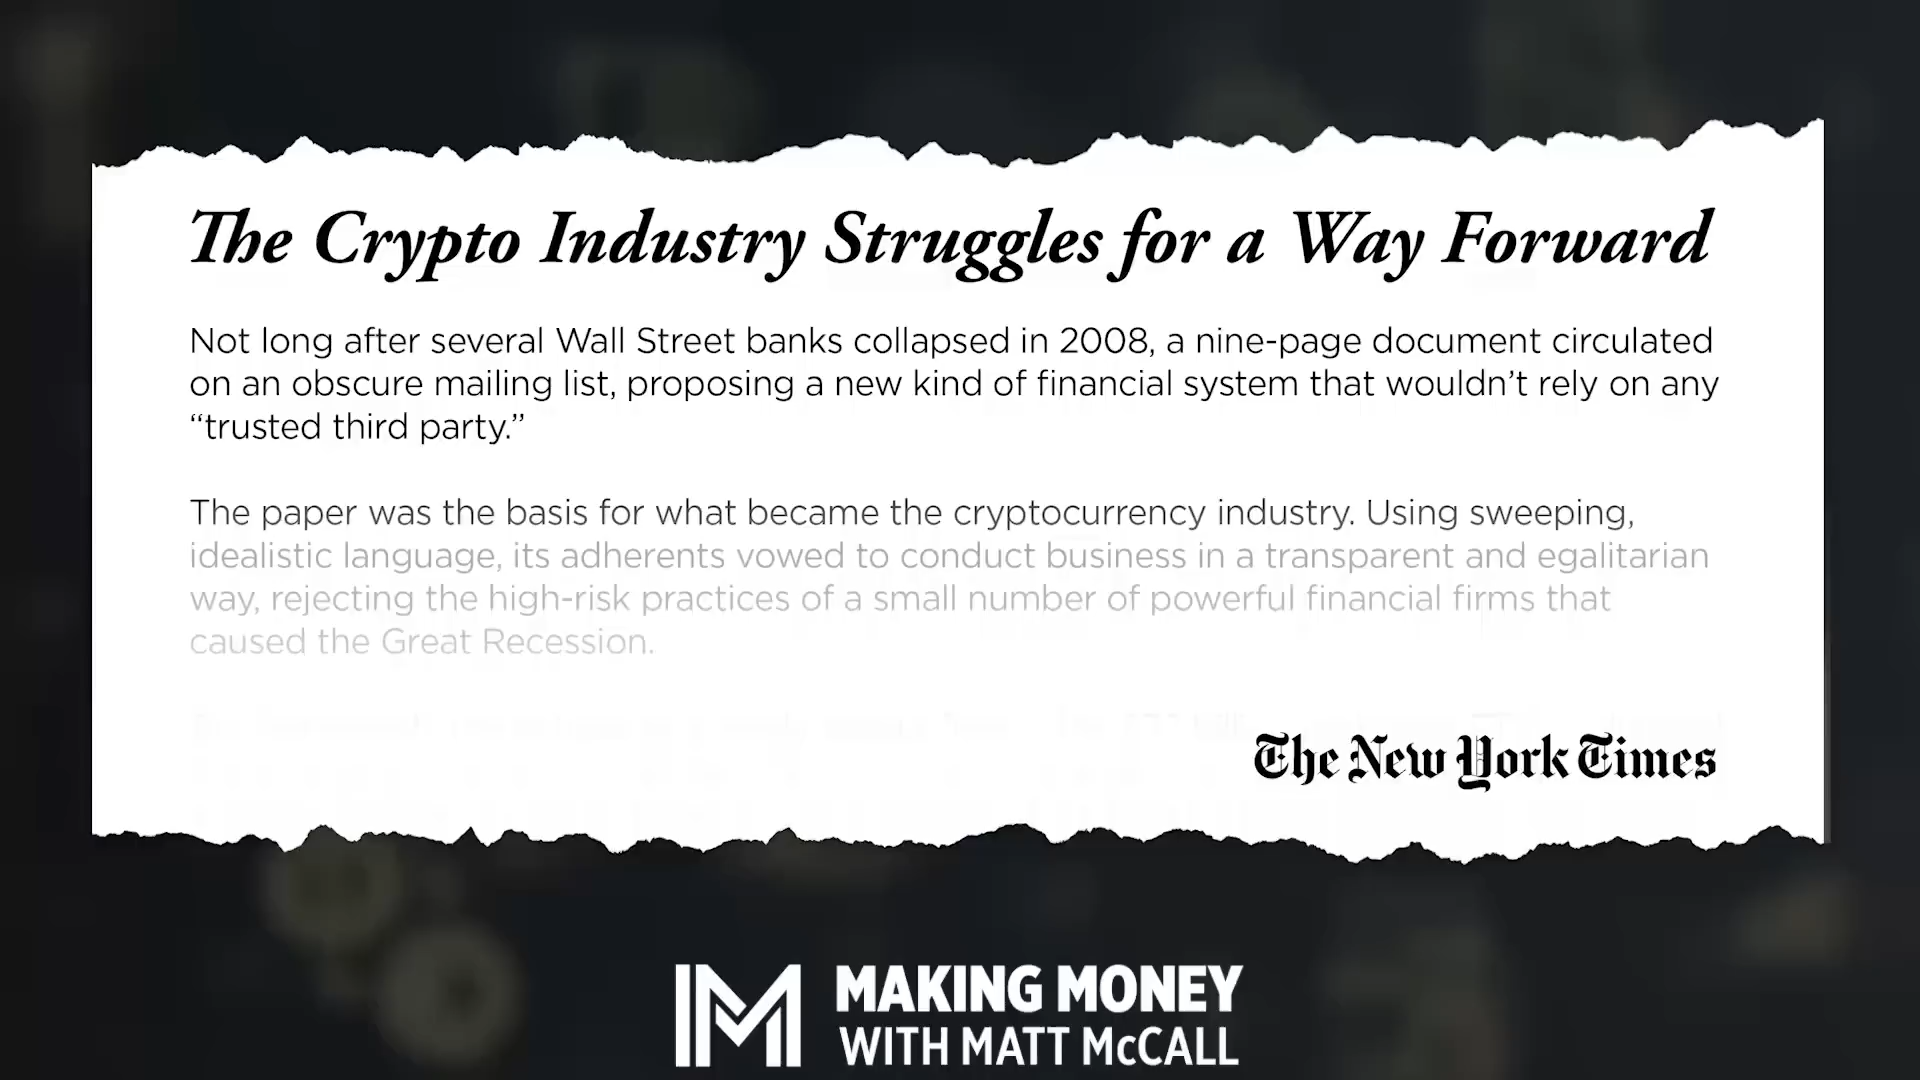 The Crypto Industry Struggles for a Way Forward
Not long after several Wall Street banks collapsed in 2008, a nine-page document circulated
on an obscure mailing list, proposing a new kind of financial system that wouldn’t rely on any
“trusted third party.”
The paper was the basis for what became the cryptocurrency industry. Using sweeping,
idealistic language, its adherents vowed to conduct business in a transparent and egalitarian
way, rejecting the high-risk practices of a small number of powerful financial firms that
caused the Great Recession.
The New York Times
MAKING MONEY
WITH MATT McCALL